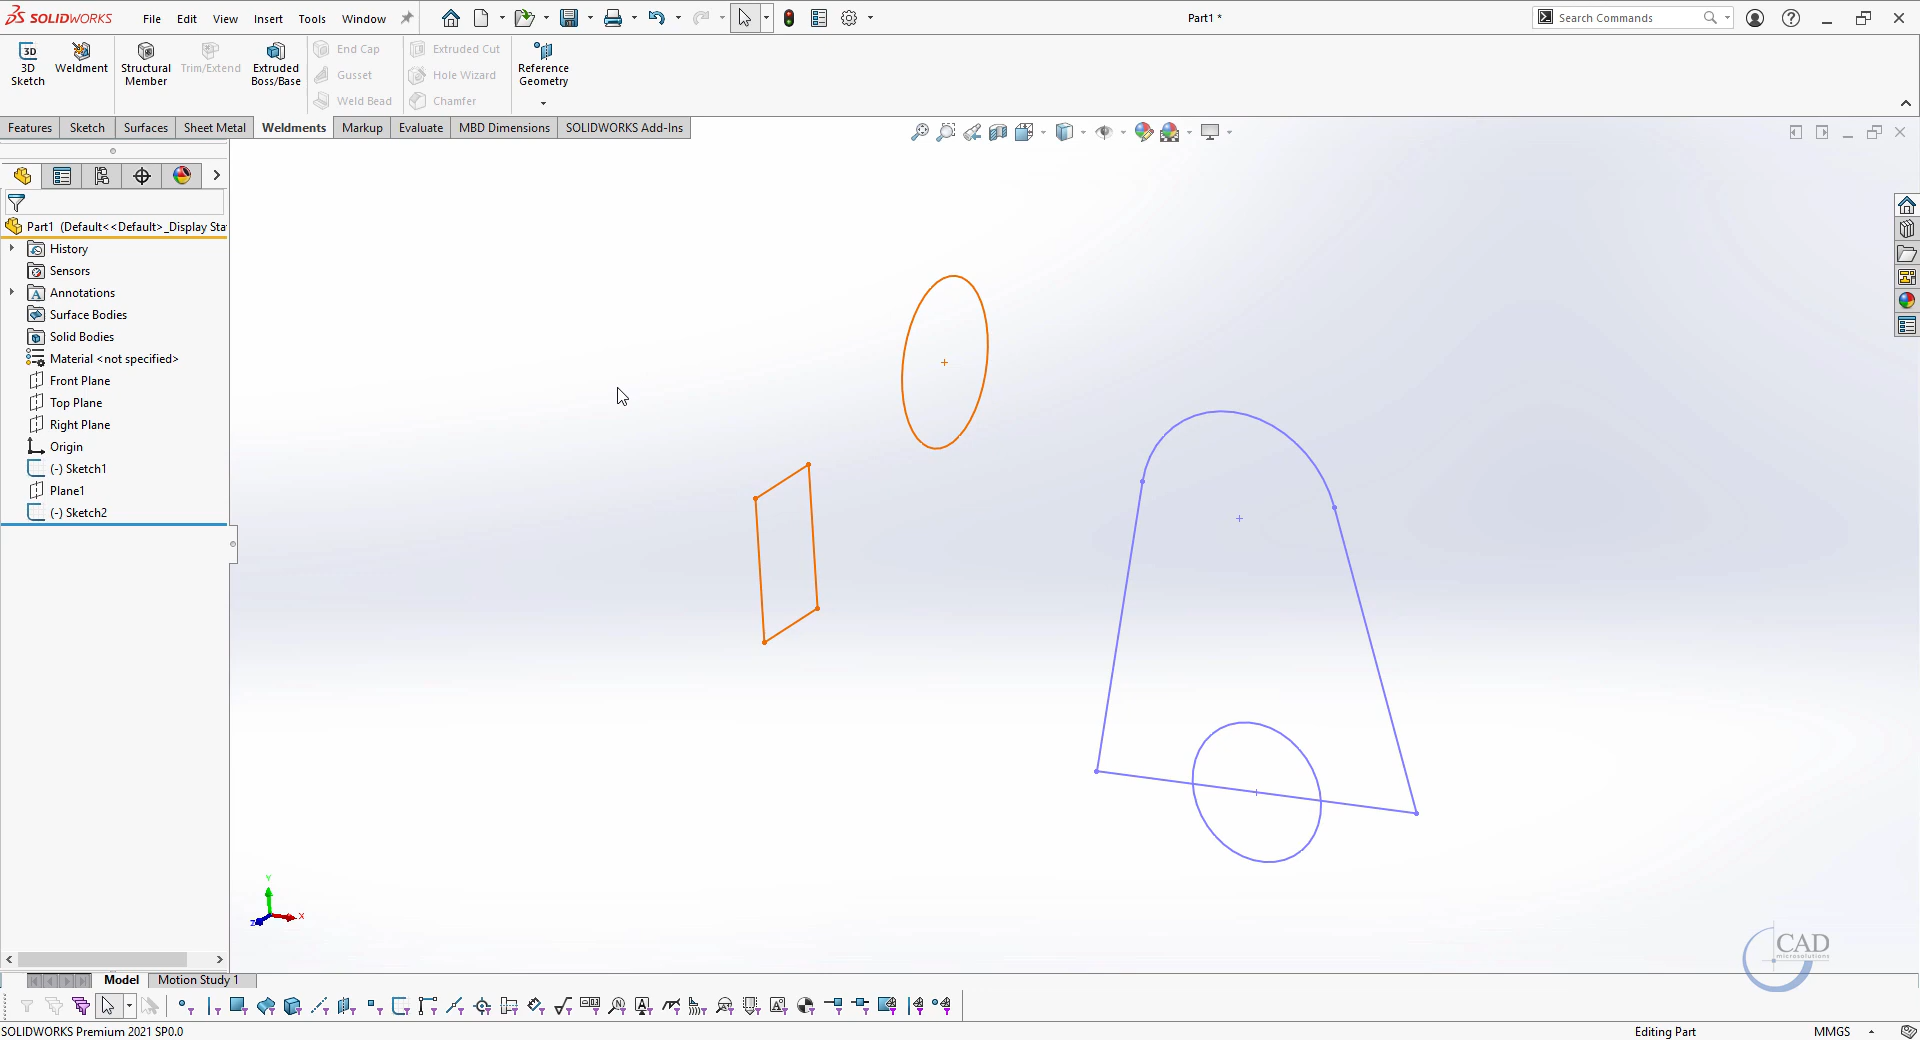 SOLIDWORKS
File Edit View Insert Tools Window
Part1 *
Search Commands
3D Sketch
Weldment
Structural Member
Trim/Extend
Extruded Boss/Base
End Cap
Gusset
Weld Bead
Extruded Cut
Hole Wizard
Chamfer
Reference Geometry
Features Sketch Surfaces Sheet Metal Weldments Markup Evaluate MBD Dimensions SOLIDWORKS Add-Ins
Part1 (Default<<Default>_Display Sta
History
Sensors
Annotations
Surface Bodies
Solid Bodies
Material <not specified>
Front Plane
Top Plane
Right Plane
Origin
(-) Sketch1
Plane1
(-) Sketch2
Y
X
Z
CAD
microsolutions
Model Motion Study 1
SOLIDWORKS Premium 2021 SP0.0
Editing Part
MMGS